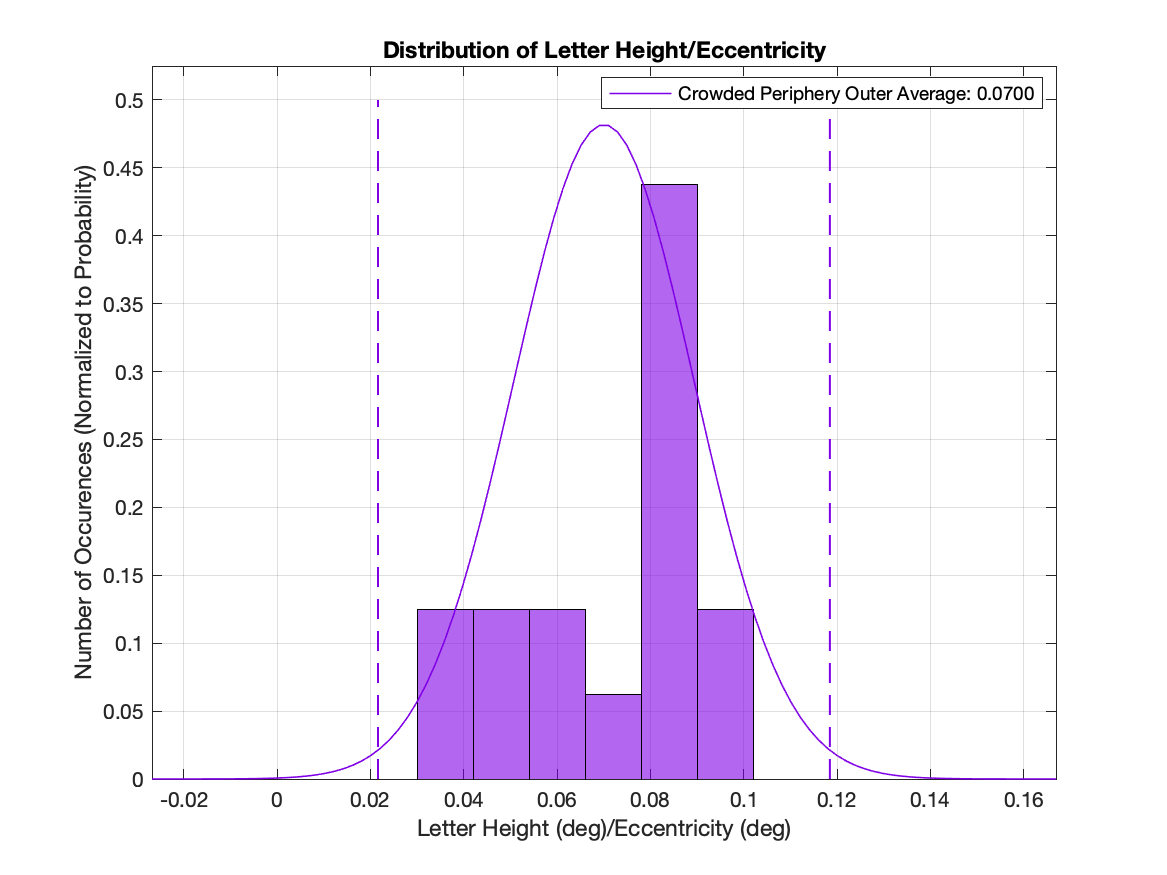 Distribution of Letter Height/Eccentricity
Crowded Periphery Outer Average: 0.0700
Number of Occurences (Normalized to Probability)
0.5
0.45
0.4
0.35
0.3
0.25
0.2
0.15
0.1
0.05
0
-0.02 0 0.02 0.04 0.06 0.08 0.1 0.12 0.14 0.16
Letter Height (deg)/Eccentricity (deg)